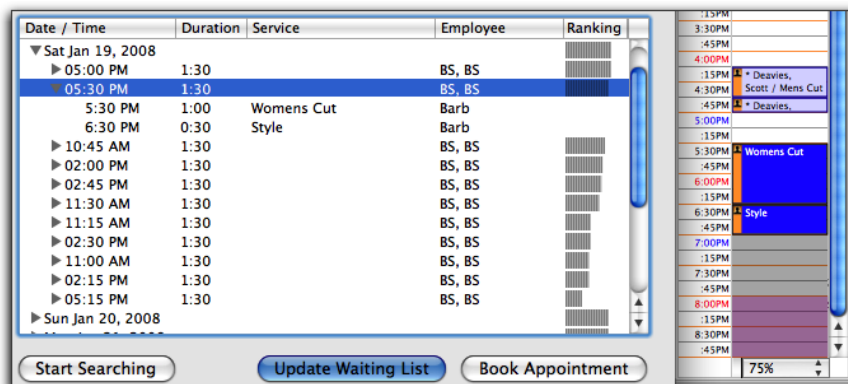 Date / Time Duration Service Employee Ranking
Sat Jan 19, 2008
05:00 PM 1:30 BS, BS
05:30 PM 1:30 BS, BS
5:30 PM 1:00 Womens Cut Barb
6:30 PM 0:30 Style Barb
10:45 AM 1:30 BS, BS
02:00 PM 1:30 BS, BS
02:45 PM 1:30 BS, BS
11:30 AM 1:30 BS, BS
11:15 AM 1:30 BS, BS
02:30 PM 1:30 BS, BS
11:00 AM 1:30 BS, BS
02:15 PM 1:30 BS, BS
05:15 PM 1:30 BS, BS
Sun Jan 20, 2008
Start Searching Update Waiting List Book Appointment
:15PM
3:30PM
:45PM
4:00PM
:15PM * Deavies,
4:30PM Scott / Mens Cut
:45PM * Deavies,
5:00PM
:15PM
5:30PM Womens Cut
:45PM
6:00PM
:15PM
6:30PM Style
:45PM
7:00PM
:15PM
7:30PM
:45PM
8:00PM
:15PM
8:30PM
:45PM
75%